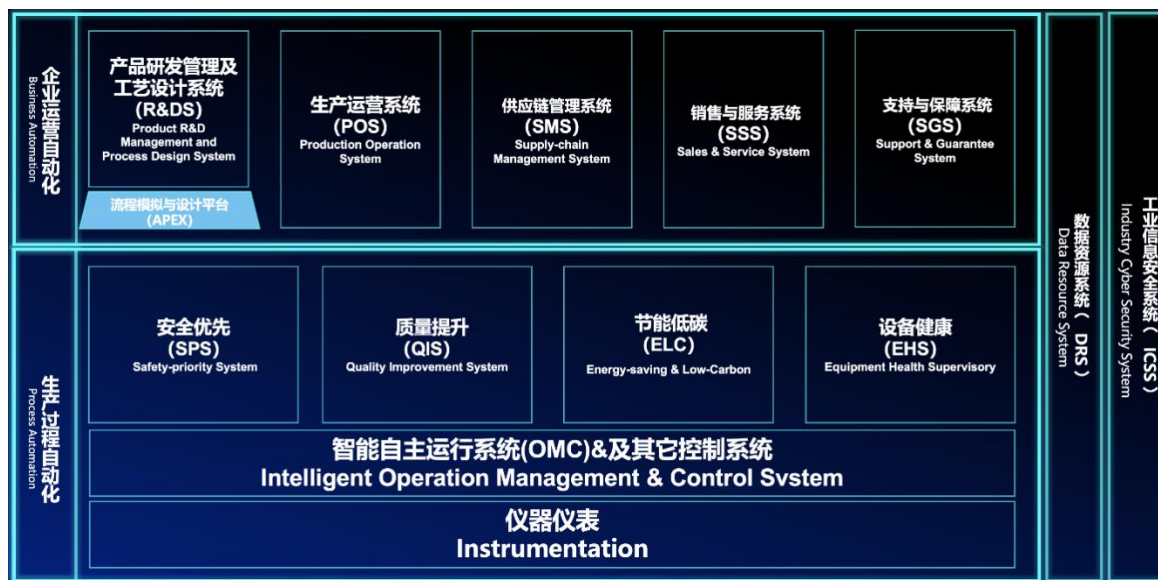 企业运营自动化
Business Automation
产品研发管理及
工艺设计系统
(R&DS)
Product R&D
Management and
Process Design System
流程模拟与设计平台
(APEX)
生产运营系统
(POS)
Production Operation
System
供应链管理系统
(SMS)
Supply-chain
Management System
销售与服务系统
(SSS)
Sales & Service System
支持与保障系统
(SGS)
Support & Guarantee
System
生产过程自动化
Process Automation
安全优先
(SPS)
Safety-priority System
质量提升
(QIS)
Quality Improvement System
节能低碳
(ELC)
Energy-saving & Low-Carbon
设备健康
(EHS)
Equipment Health Supervisory
智能自主运行系统(OMC)&及其它控制系统
Intelligent Operation Management & Control System
仪器仪表
Instrumentation
数据资源系统( DRS)
Data Resource System
工业信息安全系统( ICSS)
Industry Cyber Security System